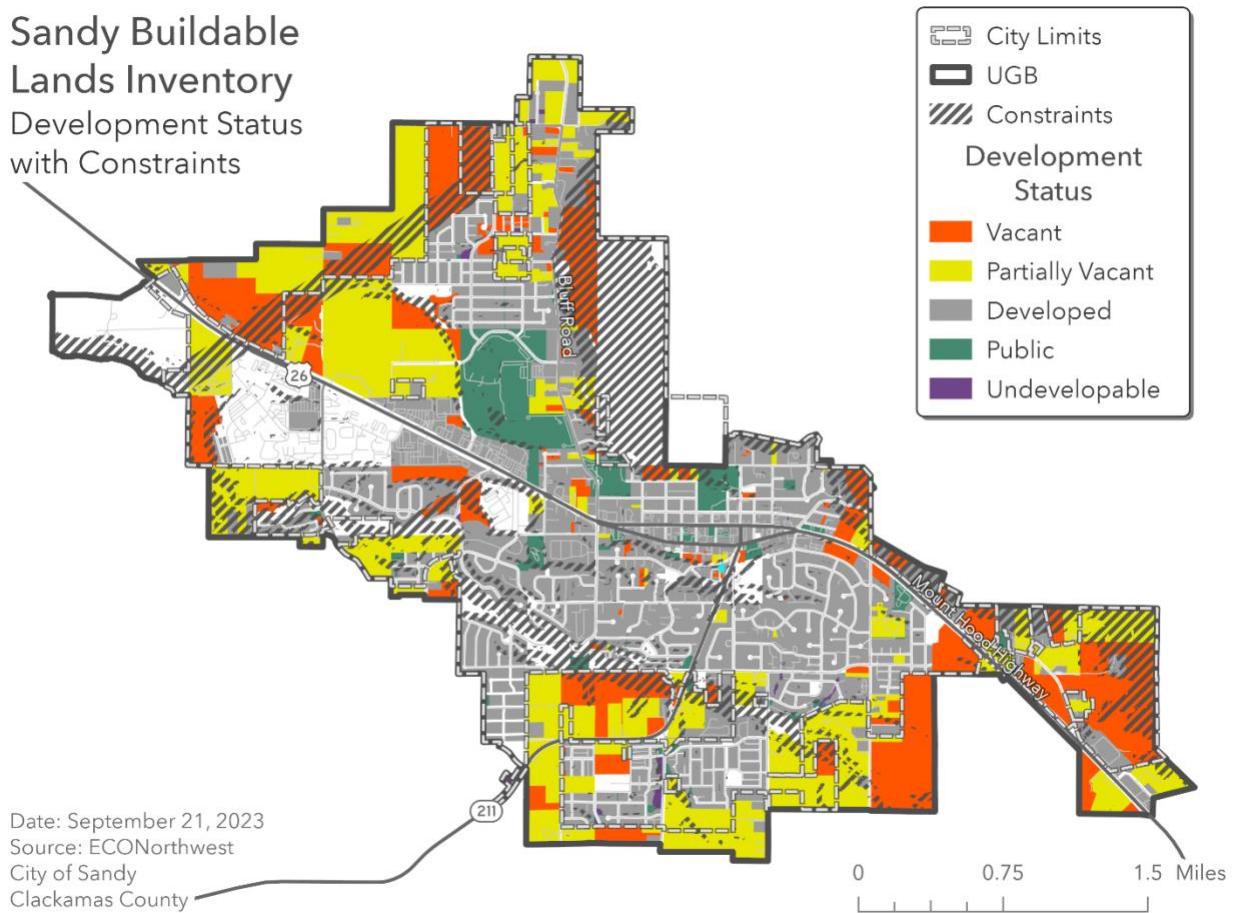 Sandy Buildable
Lands Inventory
Development Status
with Constraints
City Limits
UGB
Constraints
Development
Status
Vacant
Partially Vacant
Developed
Public
Undevelopable
Bluff Road
26
Mount Hood Highway
211
Date: September 21, 2023
Source: ECONorthwest
City of Sandy
Clackamas County
0 0.75 1.5 Miles